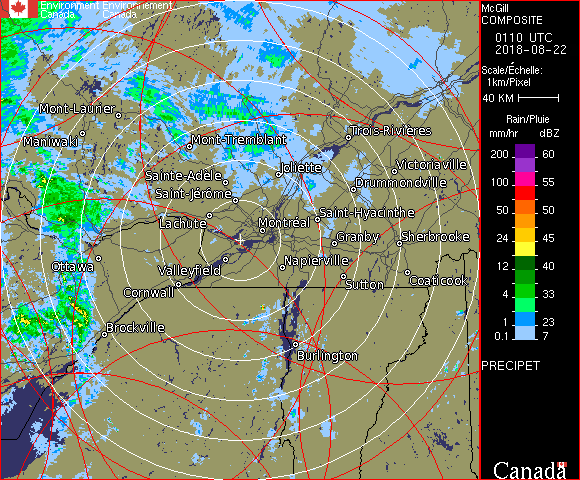 Environment Environnement
Canada Canada
McGill
COMPOSITE
0110 UTC
2018-08-22
Scale/Échelle:
1km/Pixel
40 KM
Rain/Pluie
mm/hr dBZ
200 60
100 55
50 50
24 45
12 40
8 33
4 33
1 23
0.1 7
PRECIPET
Canada
Mont-Laurier
Maniwaki
Mont-Tremblant
Trois-Rivières
Joliette
Victoriaville
Sainte-Adèle
Drummondville
Saint-Jérôme
Lachute
Saint-Hyacinthe
Montréal
Granby
Sherbrooke
Ottawa
Valleyfield
Napierville
Sutton
Coaticook
Cornwall
Brockville
Burlington